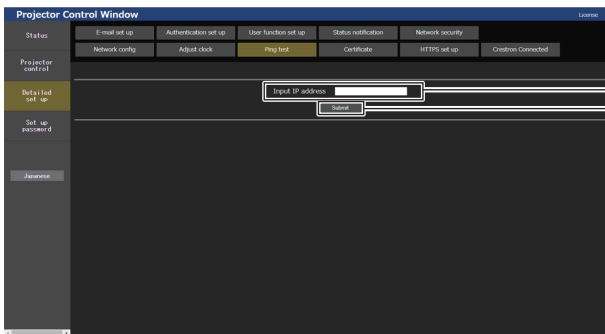 Projector Control Window
License
Status
E-mail set up
Authentication set up
User function set up
Status notification
Network security
Network config
Adjust clock
Ping test
Certificate
HTTPS set up
Crestron Connected
Projector
control
Detailed
set up
Set up
password
Japanese
Input IP address
Submit